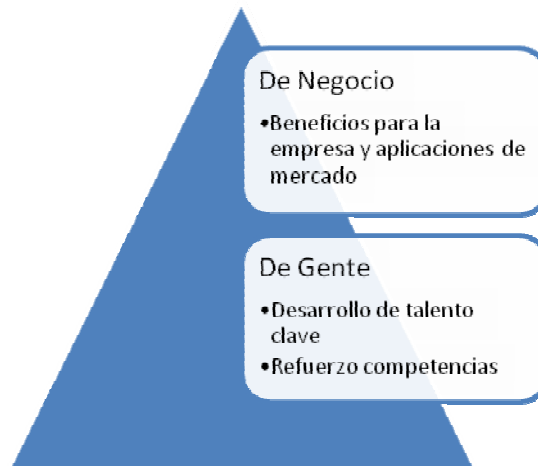 De Negocio
•Beneficios para la
empresa y aplicaciones de
mercado
De Gente
•Desarrollo de talento
clave
•Refuerzo competencias